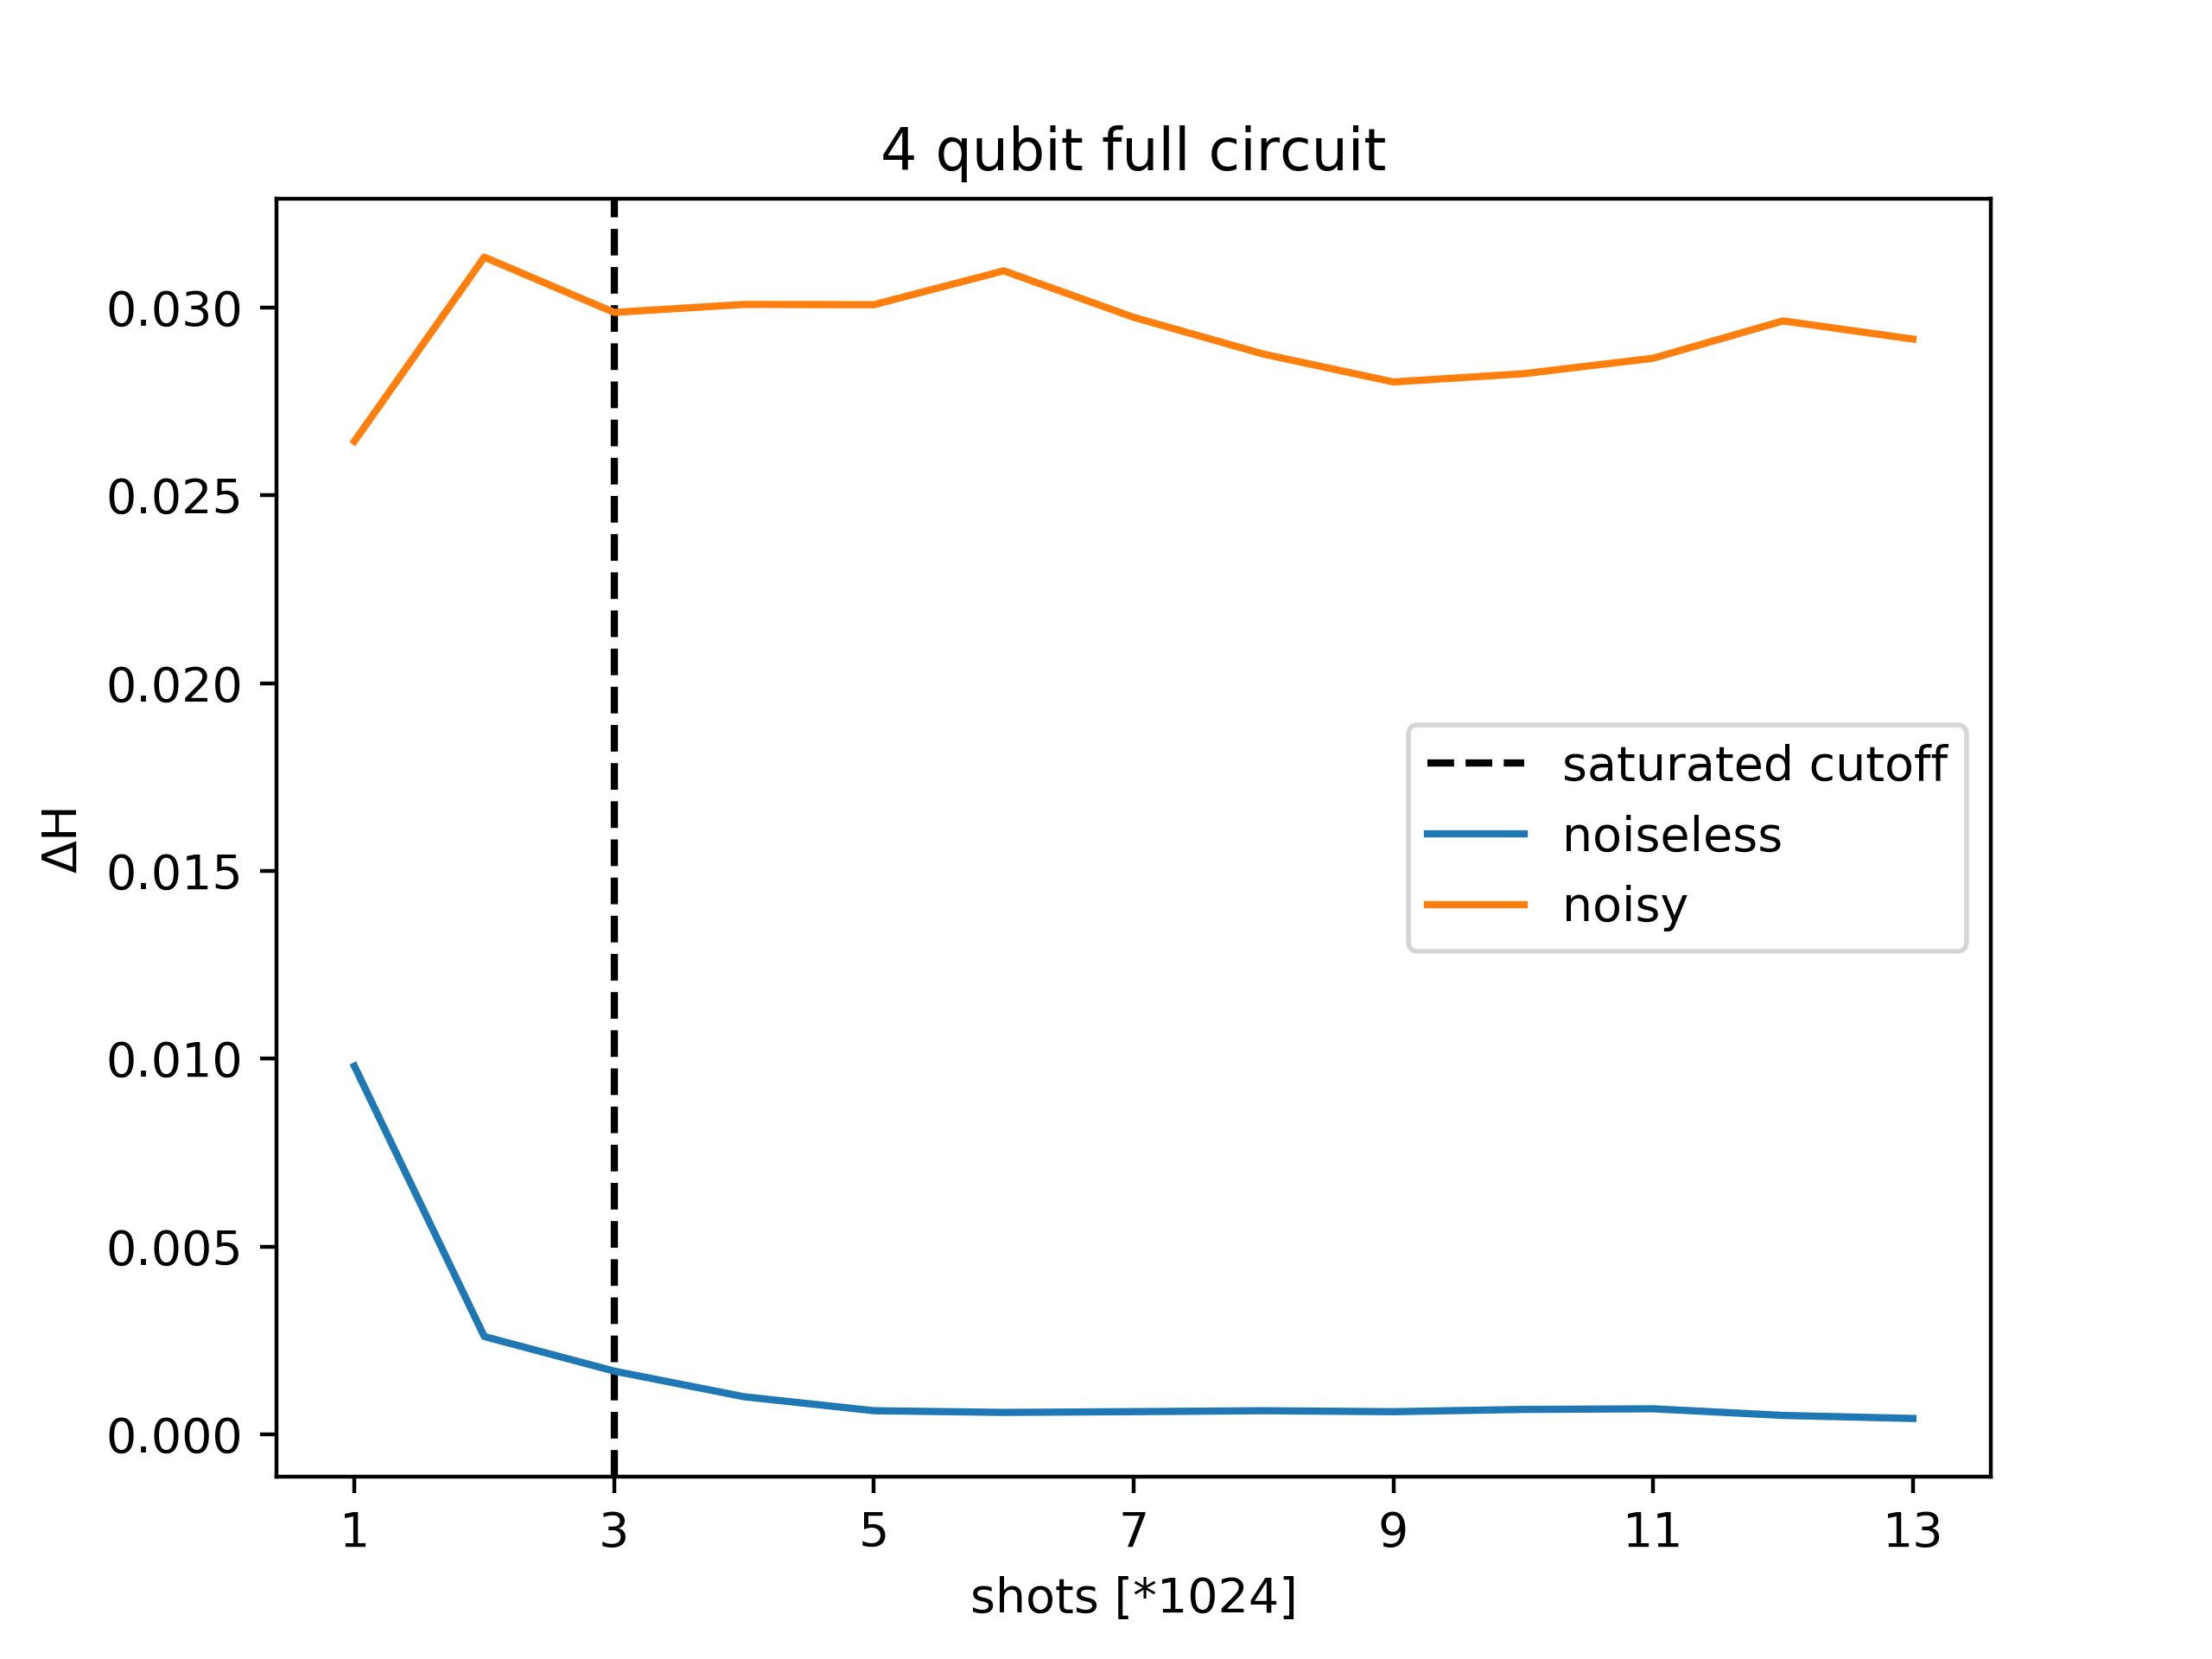 4 qubit full circuit
0.030
0.025
0.020
0.015
0.010
0.005
0.000
ΔH
saturated cutoff
noiseless
noisy
1 3 5 7 9 11 13
shots [*1024]